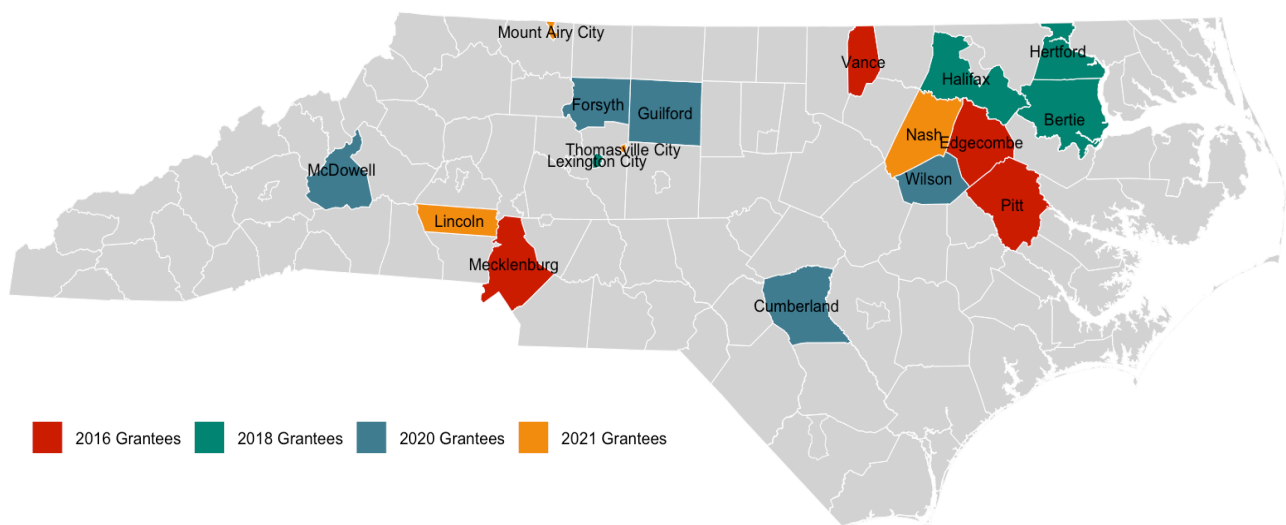 Mount Airy City
Hertford
Vance
Halifax
Forsyth
Guilford
Bertie
Nash
Edgecombe
Thomasville City
Lexington City
McDowell
Wilson
Pitt
Lincoln
Mecklenburg
Cumberland
2016 Grantees
2018 Grantees
2020 Grantees
2021 Grantees